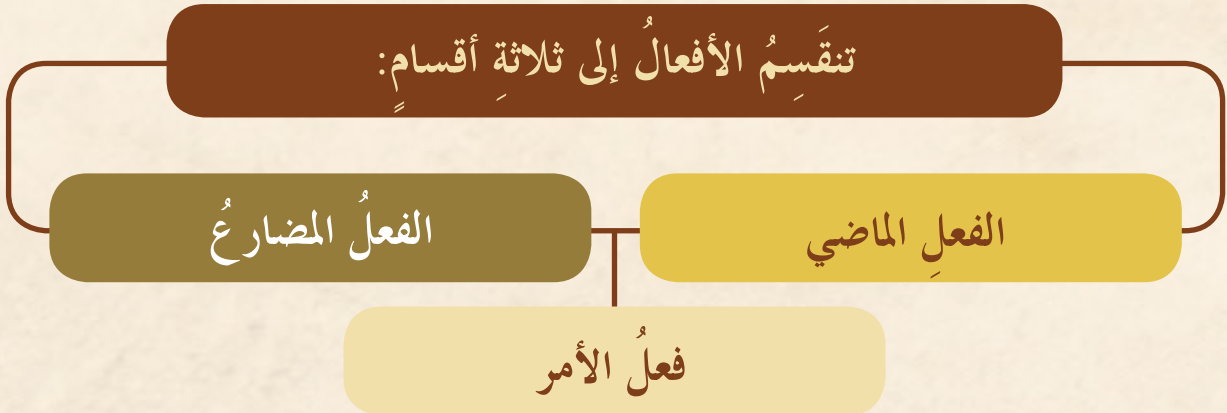 تنقَسِمُ الأفعالُ إلى ثلاثةِ أقسامٍ:
الفعلِ الماضي
الفعلُ المضارعُ
فعلُ الأمر